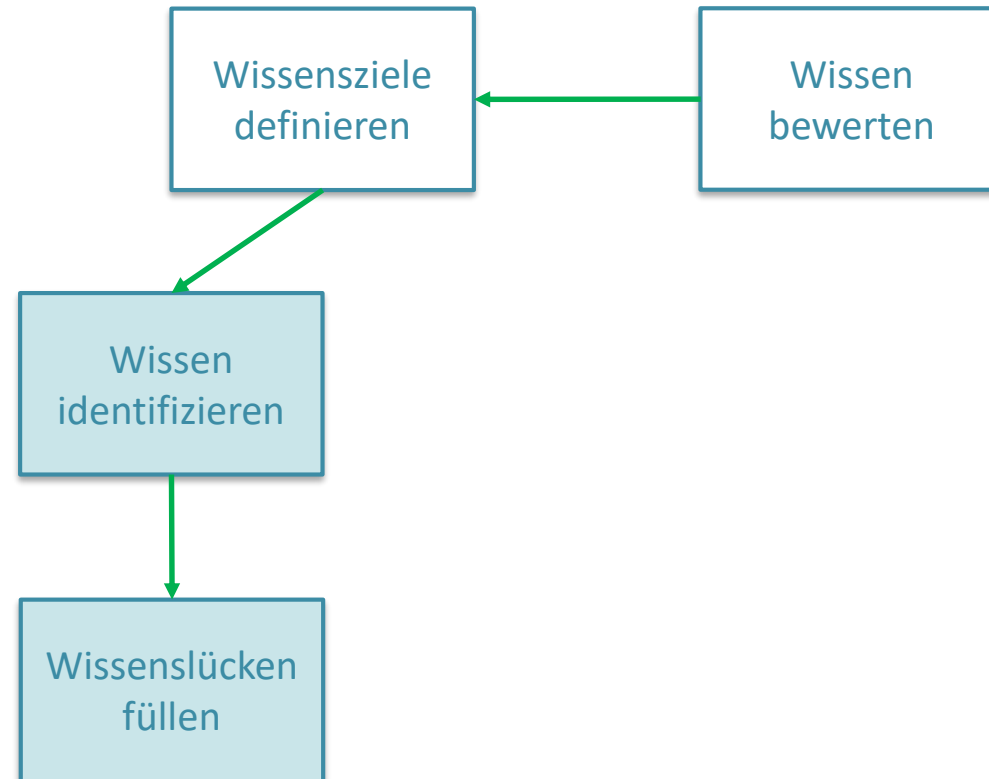 Wissensziele
definieren
Wissen
bewerten
Wissen
identifizieren
Wissenslücken
füllen